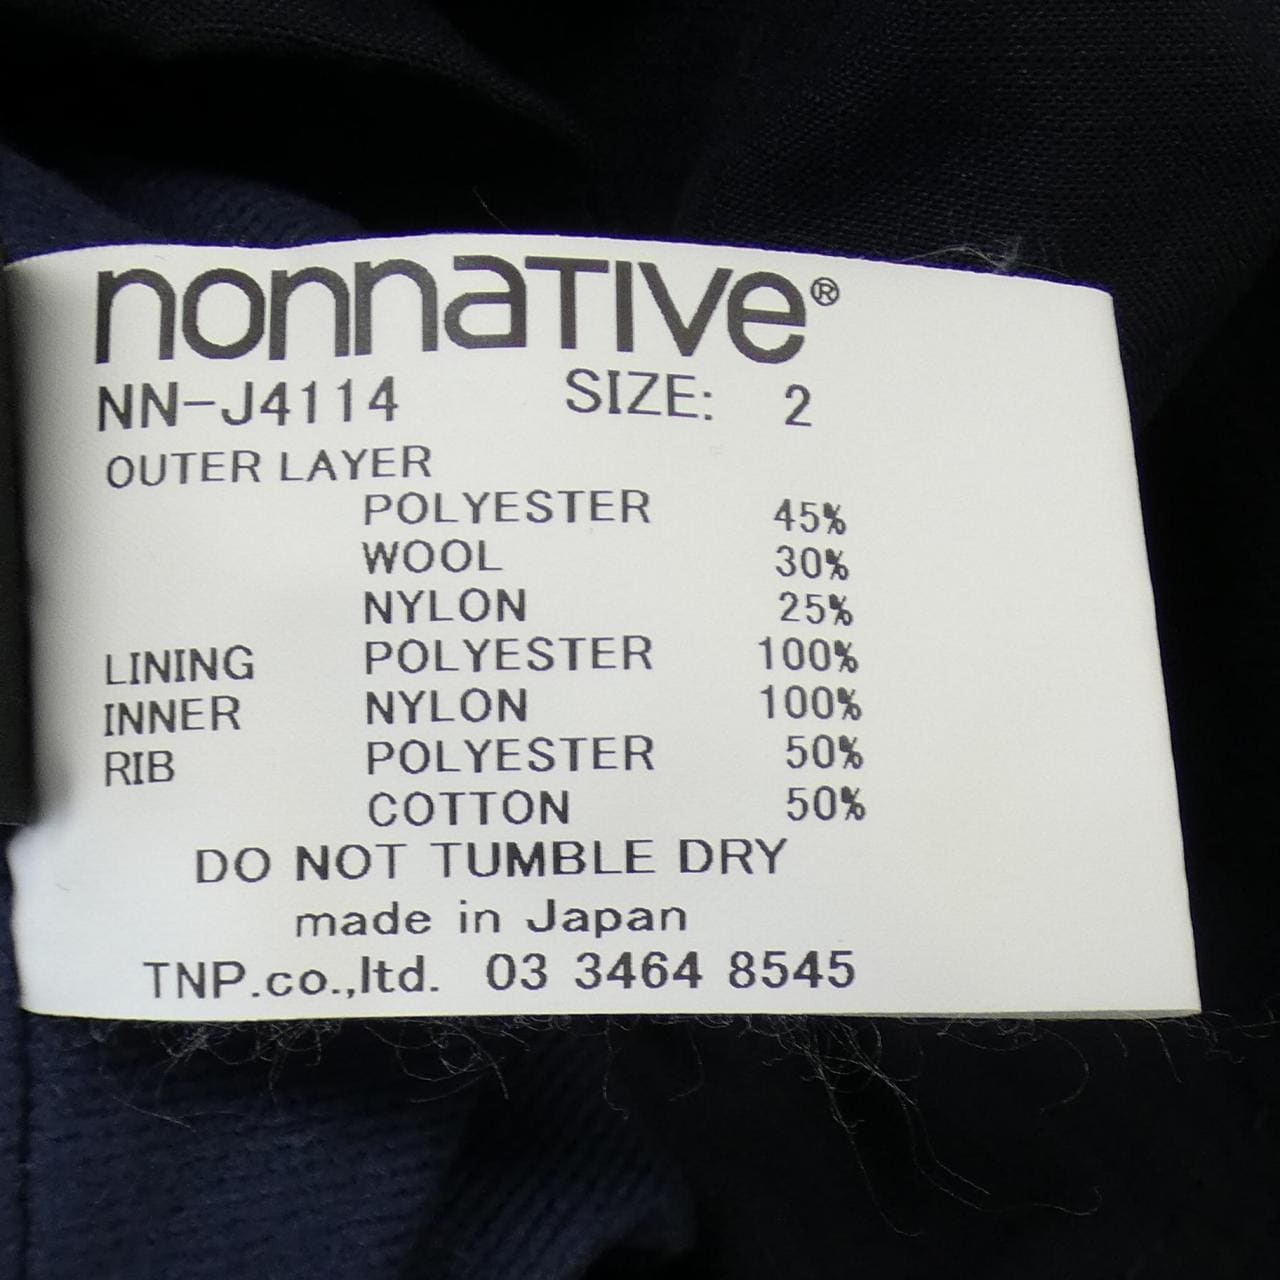 nonnaTIVe®
NN-J4114 SIZE: 2
OUTER LAYER
POLYESTER 45%
WOOL 30%
NYLON 25%
LINING POLYESTER 100%
INNER NYLON 100%
RIB POLYESTER 50%
COTTON 50%
DO NOT TUMBLE DRY
made in Japan
TNP.co.,ltd. 03 3464 8545